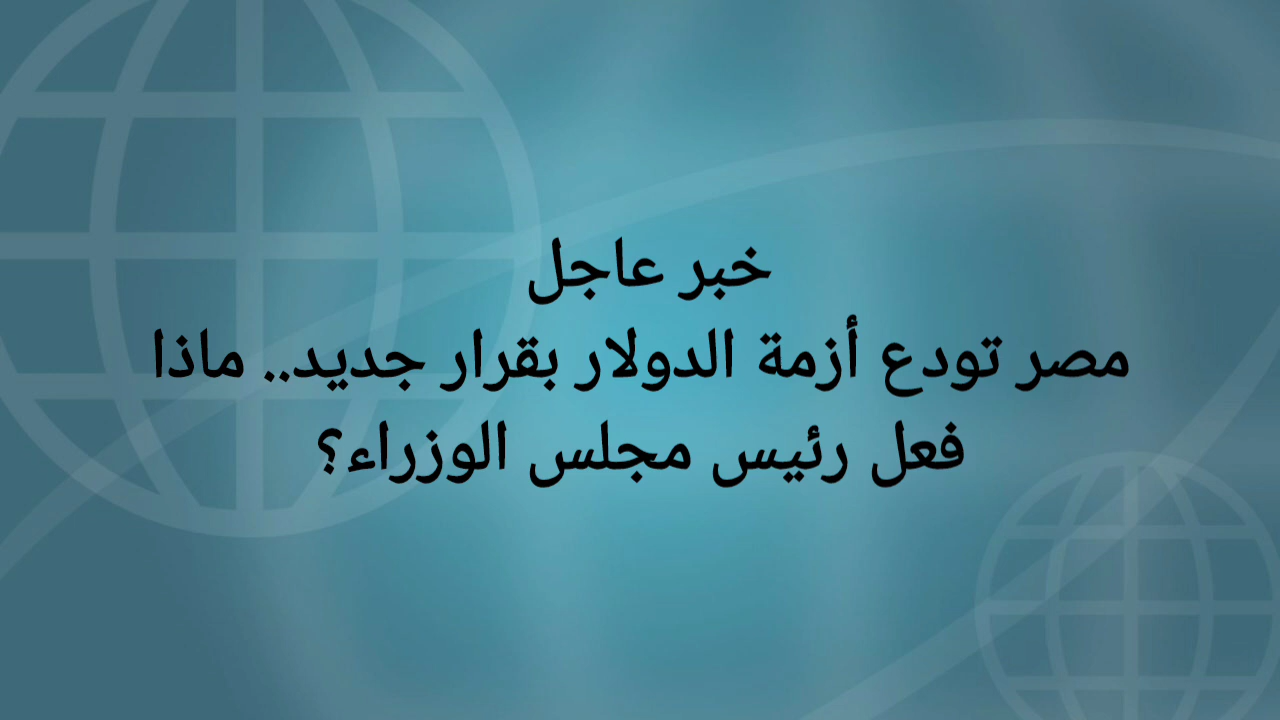 خبر عاجل
مصر تودع أزمة الدولار بقرار جديد.. ماذا
فعل رئيس مجلس الوزراء؟